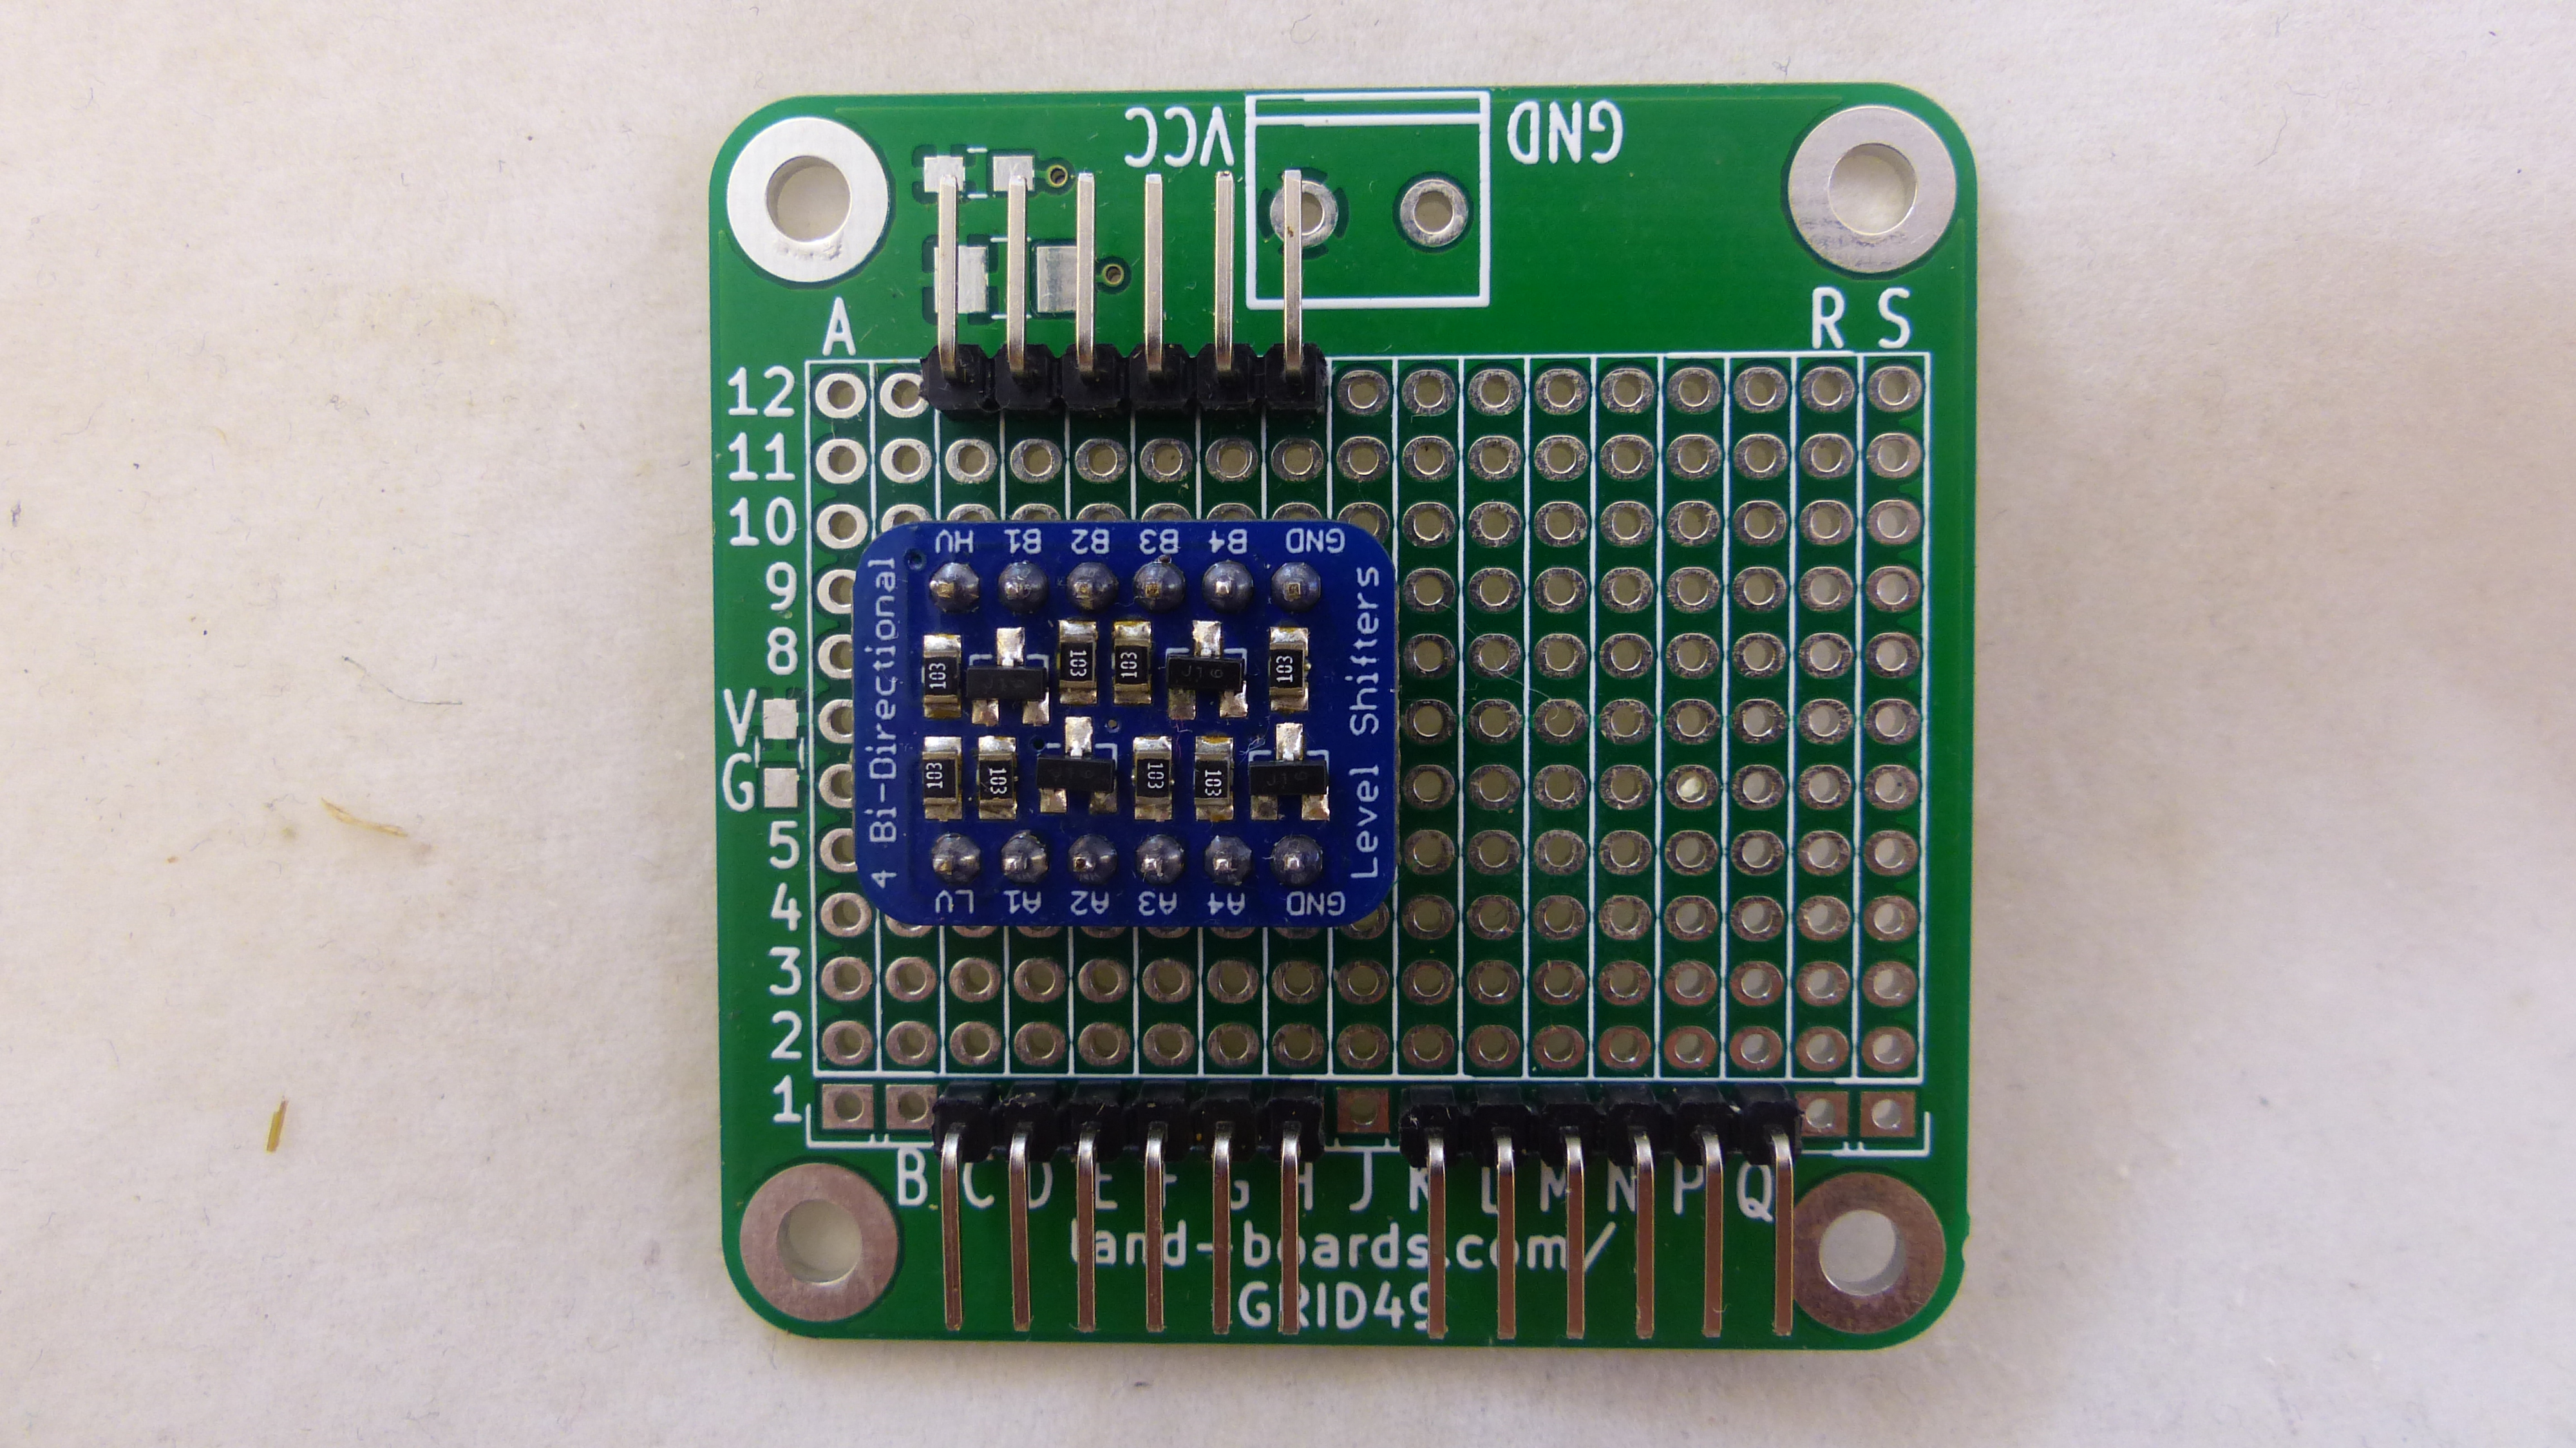 VCC GND
A R S
12
11
10
9
8
V
G
5
4
3
2
1
HV B1 B2 B3 B4 GND
4 Bi-Directional
Level Shifters
103 103 103 103
103 103 103 103
LV A1 A2 A3 A4 GND
B C D E F G H J K L M N P Q
land-boards.com/
GRID49